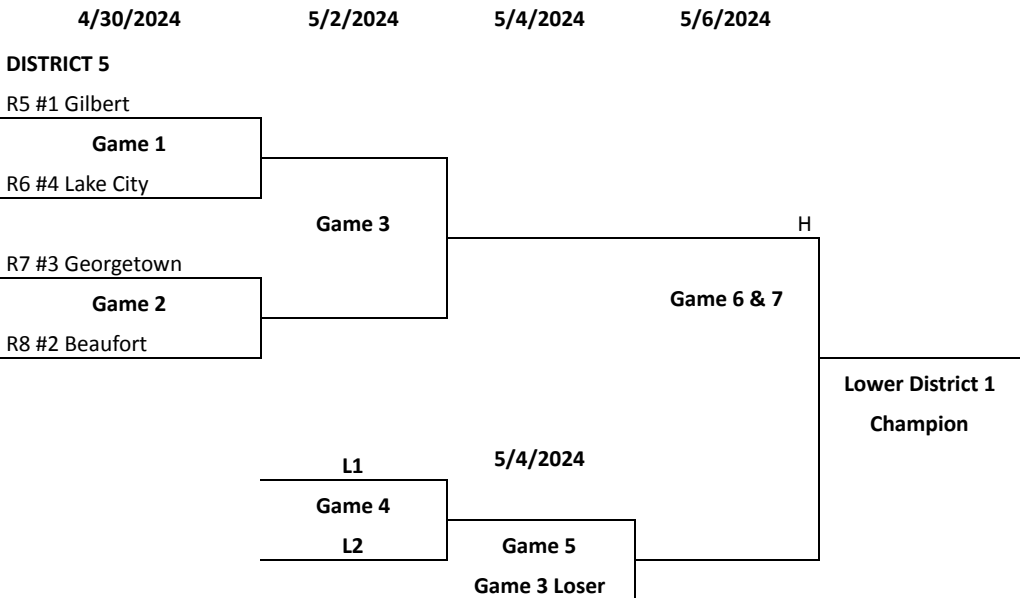 4/30/2024 5/2/2024 5/4/2024 5/6/2024
DISTRICT 5
R5 #1 Gilbert
Game 1
R6 #4 Lake City
Game 3
H
R7 #3 Georgetown
Game 2
Game 6 & 7
R8 #2 Beaufort
Lower District 1
Champion
L1
5/4/2024
Game 4
L2
Game 5
Game 3 Loser